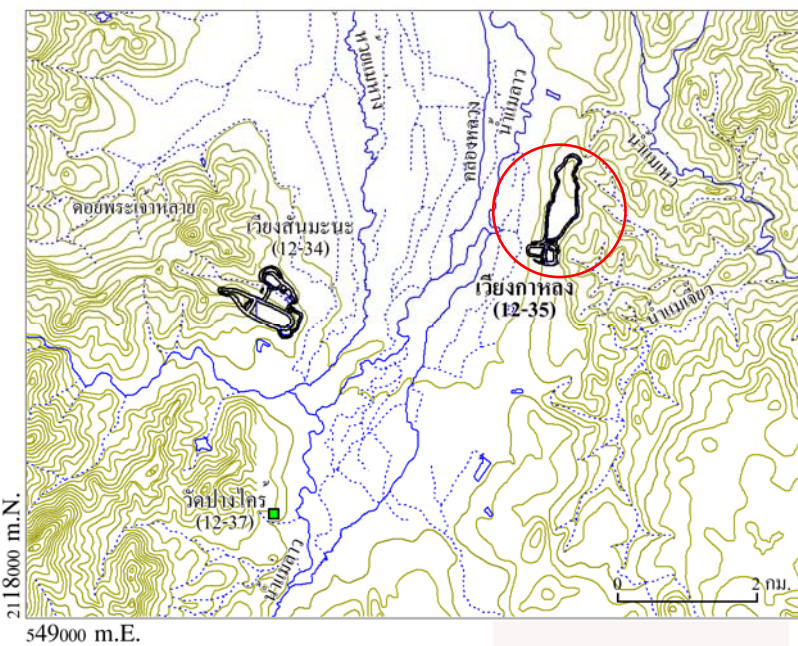 ห้วยแม่ห่าง
คลองหลวง
น้ำแม่ลาว
น้ำแม่เหว
ดอยพระเจ้าหลาย
เวียงสันมะนะ
(12-34)
เวียงกาหลง
(12-35)
น้ำแม่เจี๋ยว
วัดปางไคร้
(12-37)
น้ำแม่ลาว
0 2 กม.
2118000 m.N.
549000 m.E.